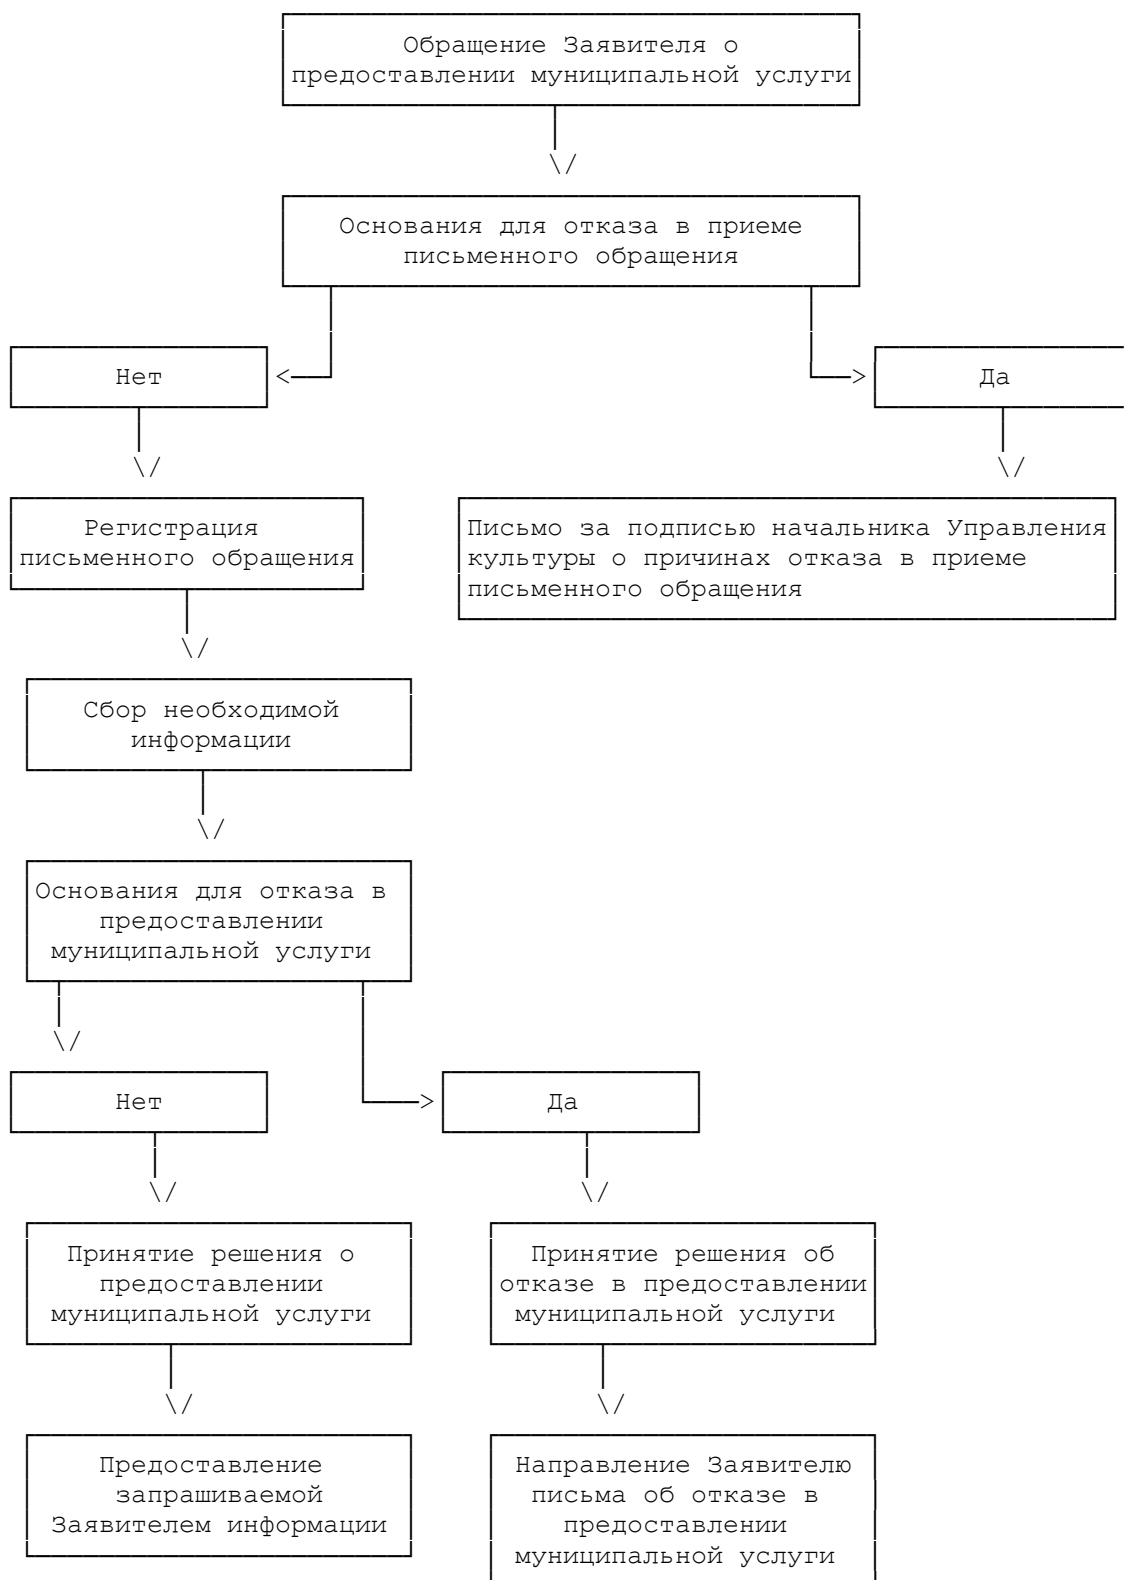 Обращение Заявителя о
предоставлении муниципальной услуги
Основания для отказа в приеме
письменного обращения
Нет
Да
Регистрация
письменного обращения
Письмо за подписью начальника Управления
культуры о причинах отказа в приеме
письменного обращения
Сбор необходимой
информации
Основания для отказа в
предоставлении
муниципальной услуги
Нет
Да
Принятие решения о
предоставлении
муниципальной услуги
Принятие решения об
отказе в предоставлении
муниципальной услуги
Предоставление
запрашиваемой
Заявителем информации
Направление Заявителю
письма об отказе в
предоставлении
муниципальной услуги